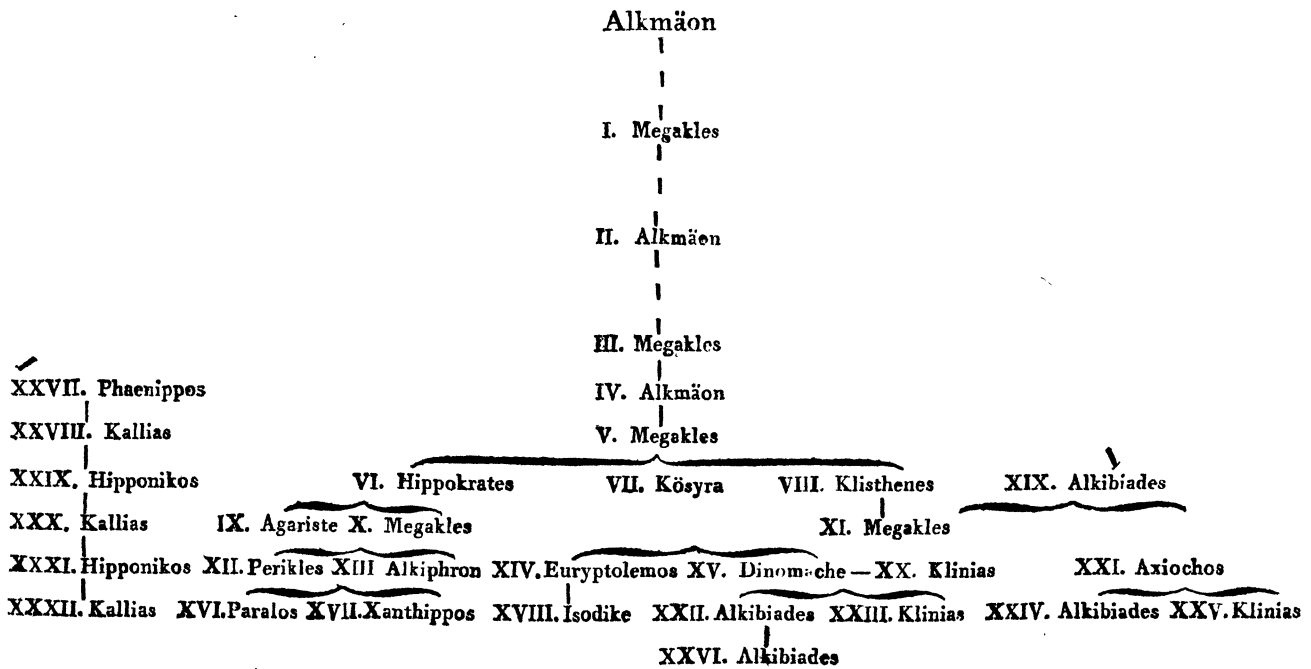 Alkmäon
I. Megakles
II. Alkmäon
III. Megakles
XXVII. Phaenippos IV. Alkmäon
XXVIII. Kallias V. Megakles
XXIX. Hipponikos VI. Hippokrates VII. Kösyra VIII. Klisthenes XIX. Alkibiades
XXX. Kallias IX. Agariste X. Megakles XI. Megakles
XXXI. Hipponikos XII. Perikles XIII Alkiphron XIV. Euryptolemos XV. Dinomache — XX. Klinias XXI. Axiochos
XXXII. Kallias XVI. Paralos XVII. Xanthippos XVIII. Isodike XXII. Alkibiades XXIII. Klinias XXIV. Alkibiades XXV. Klinias
XXVI. Alkibiades